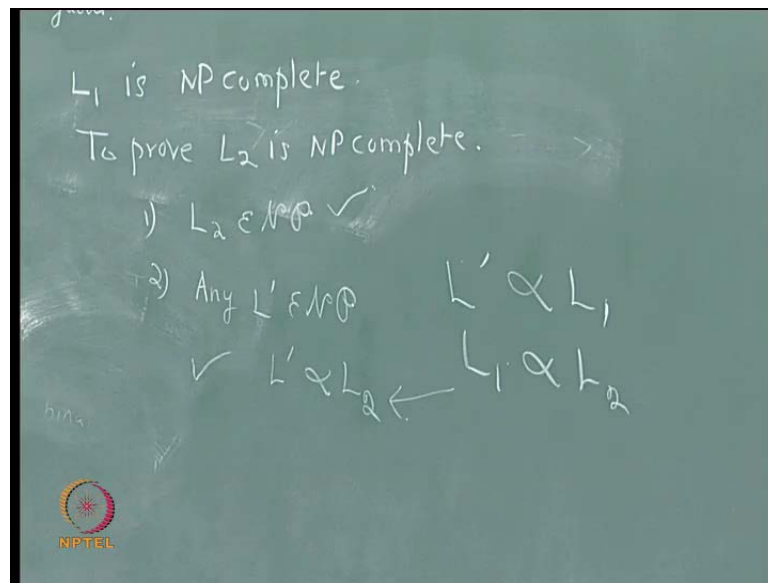 L₁ is NP complete.
To prove L₂ is NP complete.
1) L₂ ε NP ✓
2) Any L' ε NP L' ∝ L₁
✓ L' ∝ L₂ ← L₁ ∝ L₂
NPTEL